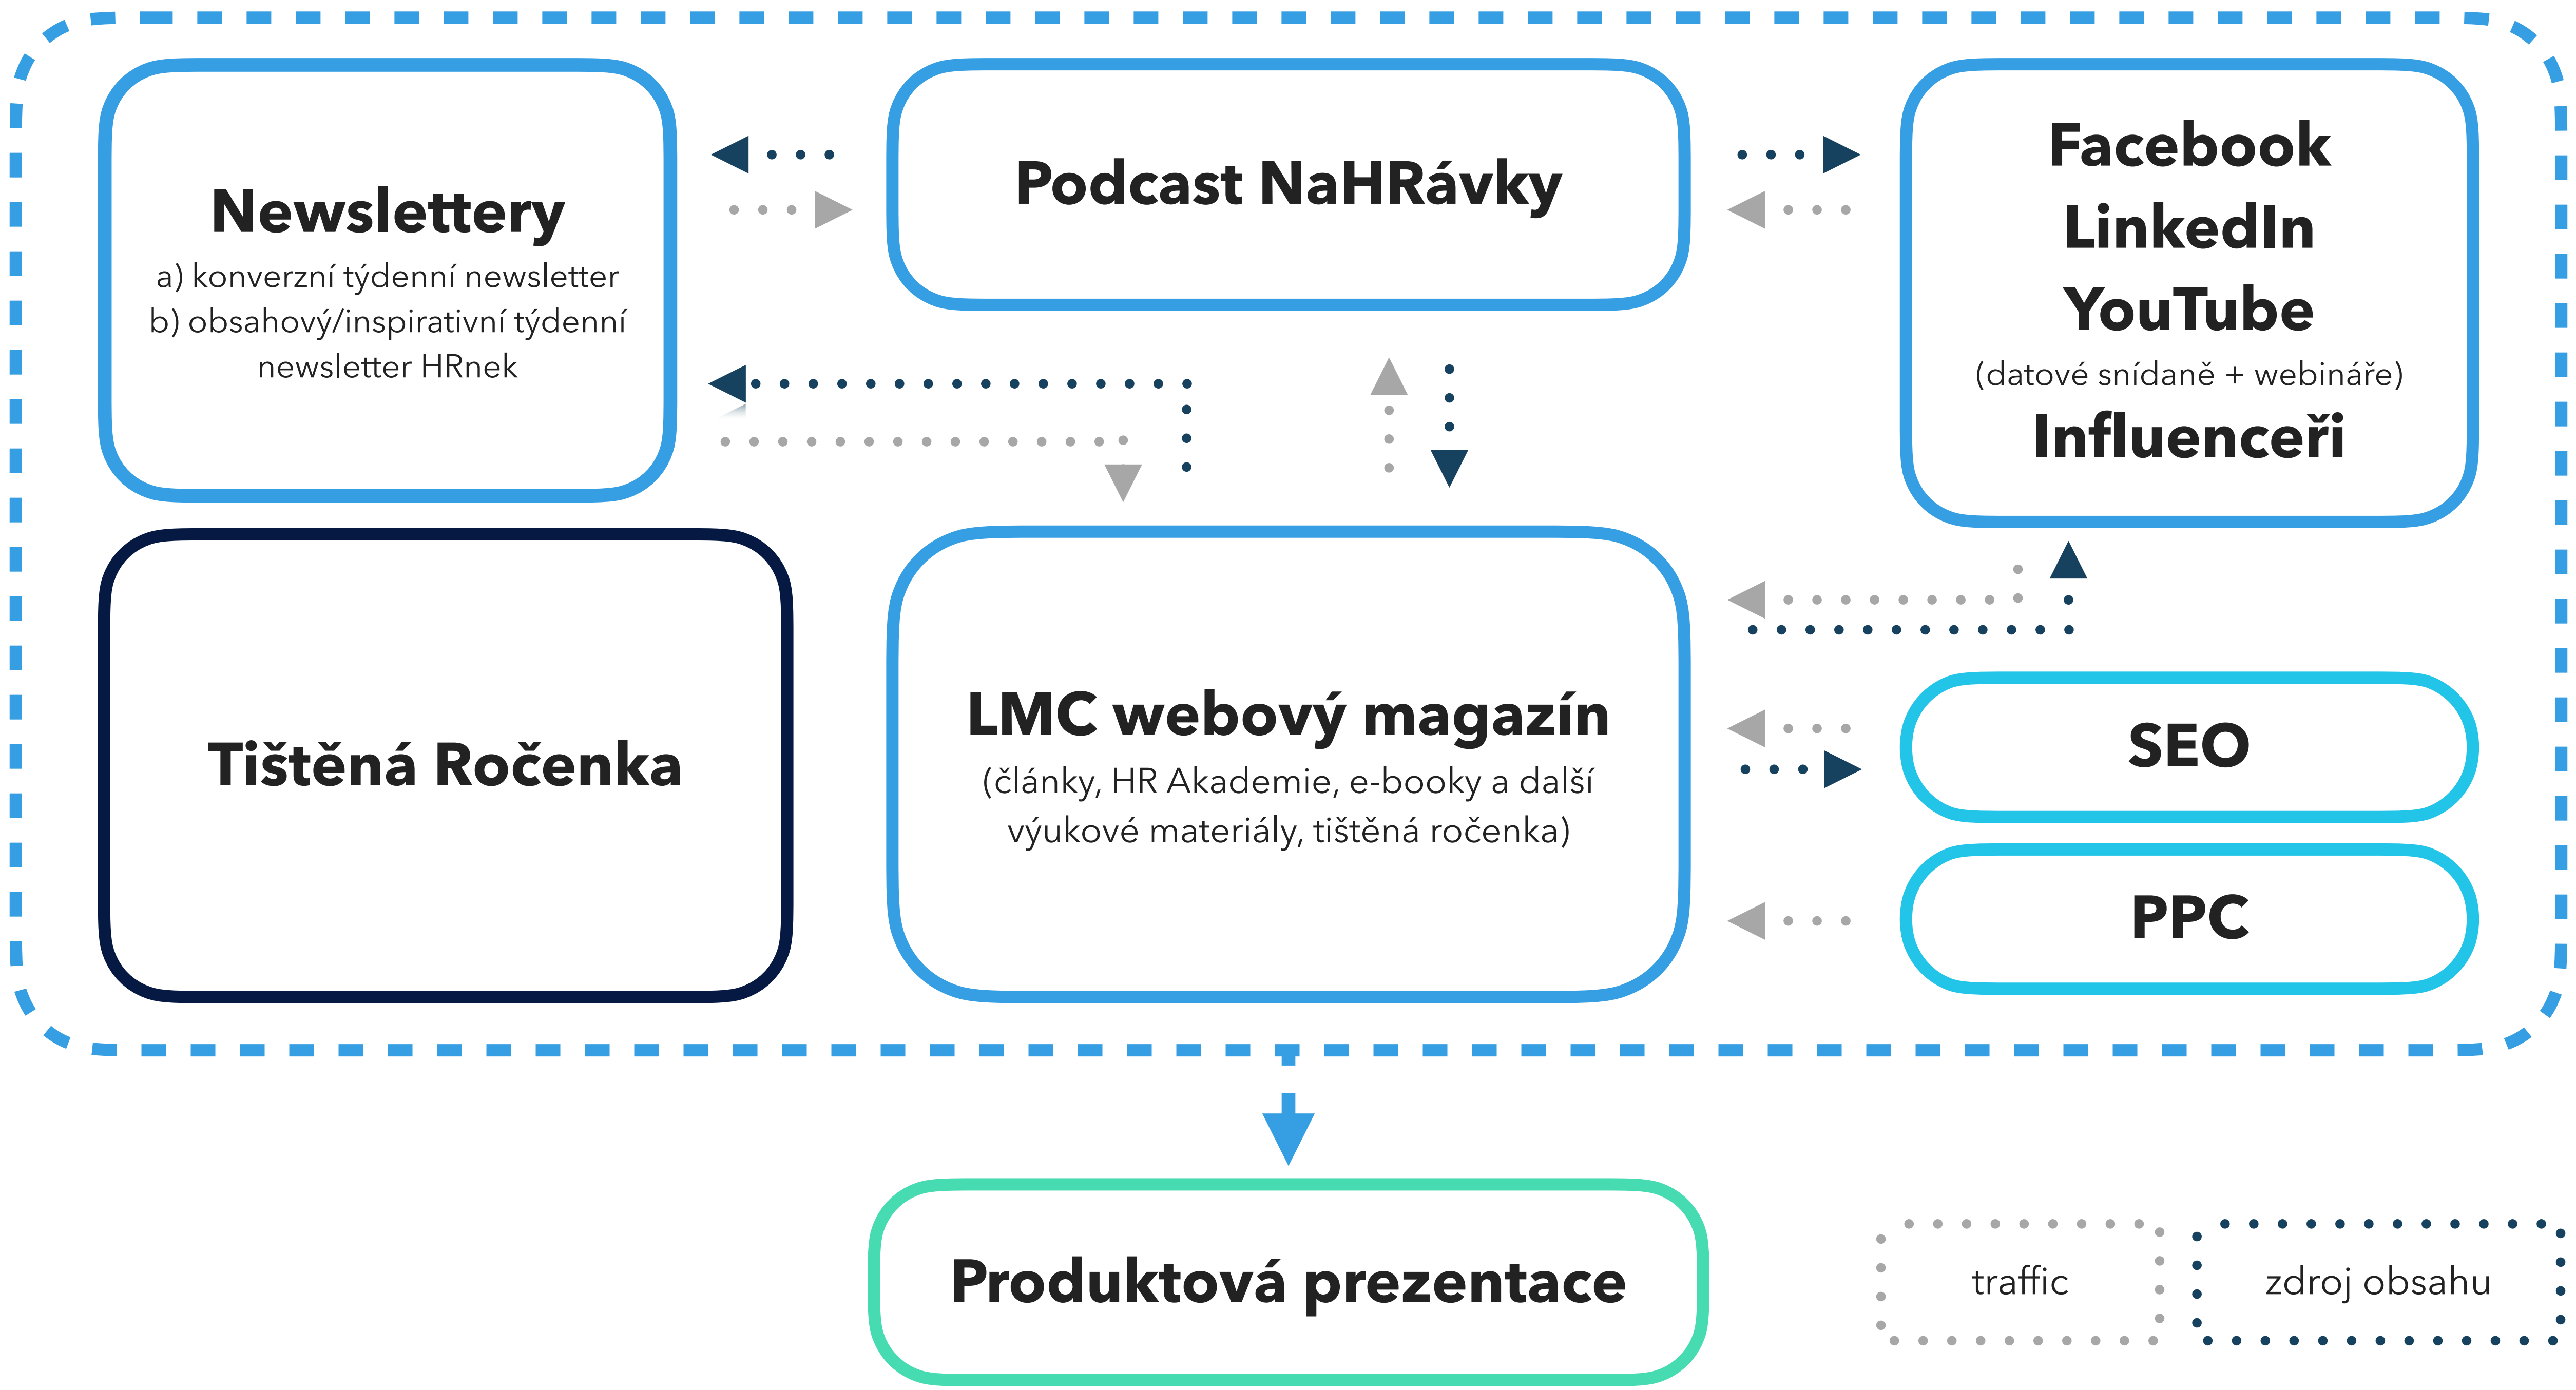 Newslettery
a) konverzní týdenní newsletter
b) obsahový/inspirativní týdenní
newsletter HRnek
Podcast NaHRávky
Facebook
LinkedIn
YouTube
(datové snídaně + webináře)
Influenceři
Tištěná Ročenka
LMC webový magazín
(články, HR Akademie, e-booky a další
výukové materiály, tištěná ročenka)
SEO
PPC
Produktová prezentace
traffic
zdroj obsahu